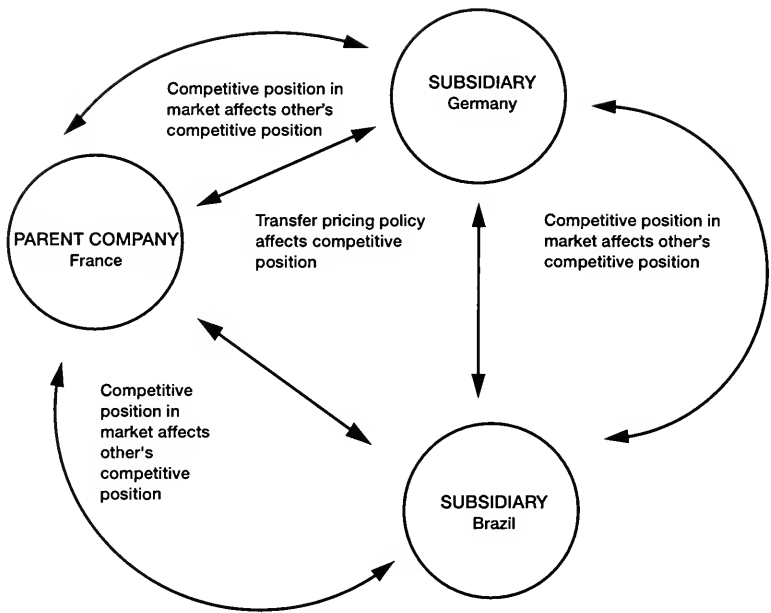 SUBSIDIARY
Germany
Competitive position in
market affects other's
competitive position
PARENT COMPANY
France
Transfer pricing policy
affects competitive
position
Competitive position in
market affects other's
competitive position
Competitive
position in
market affects
other's
competitive
position
SUBSIDIARY
Brazil